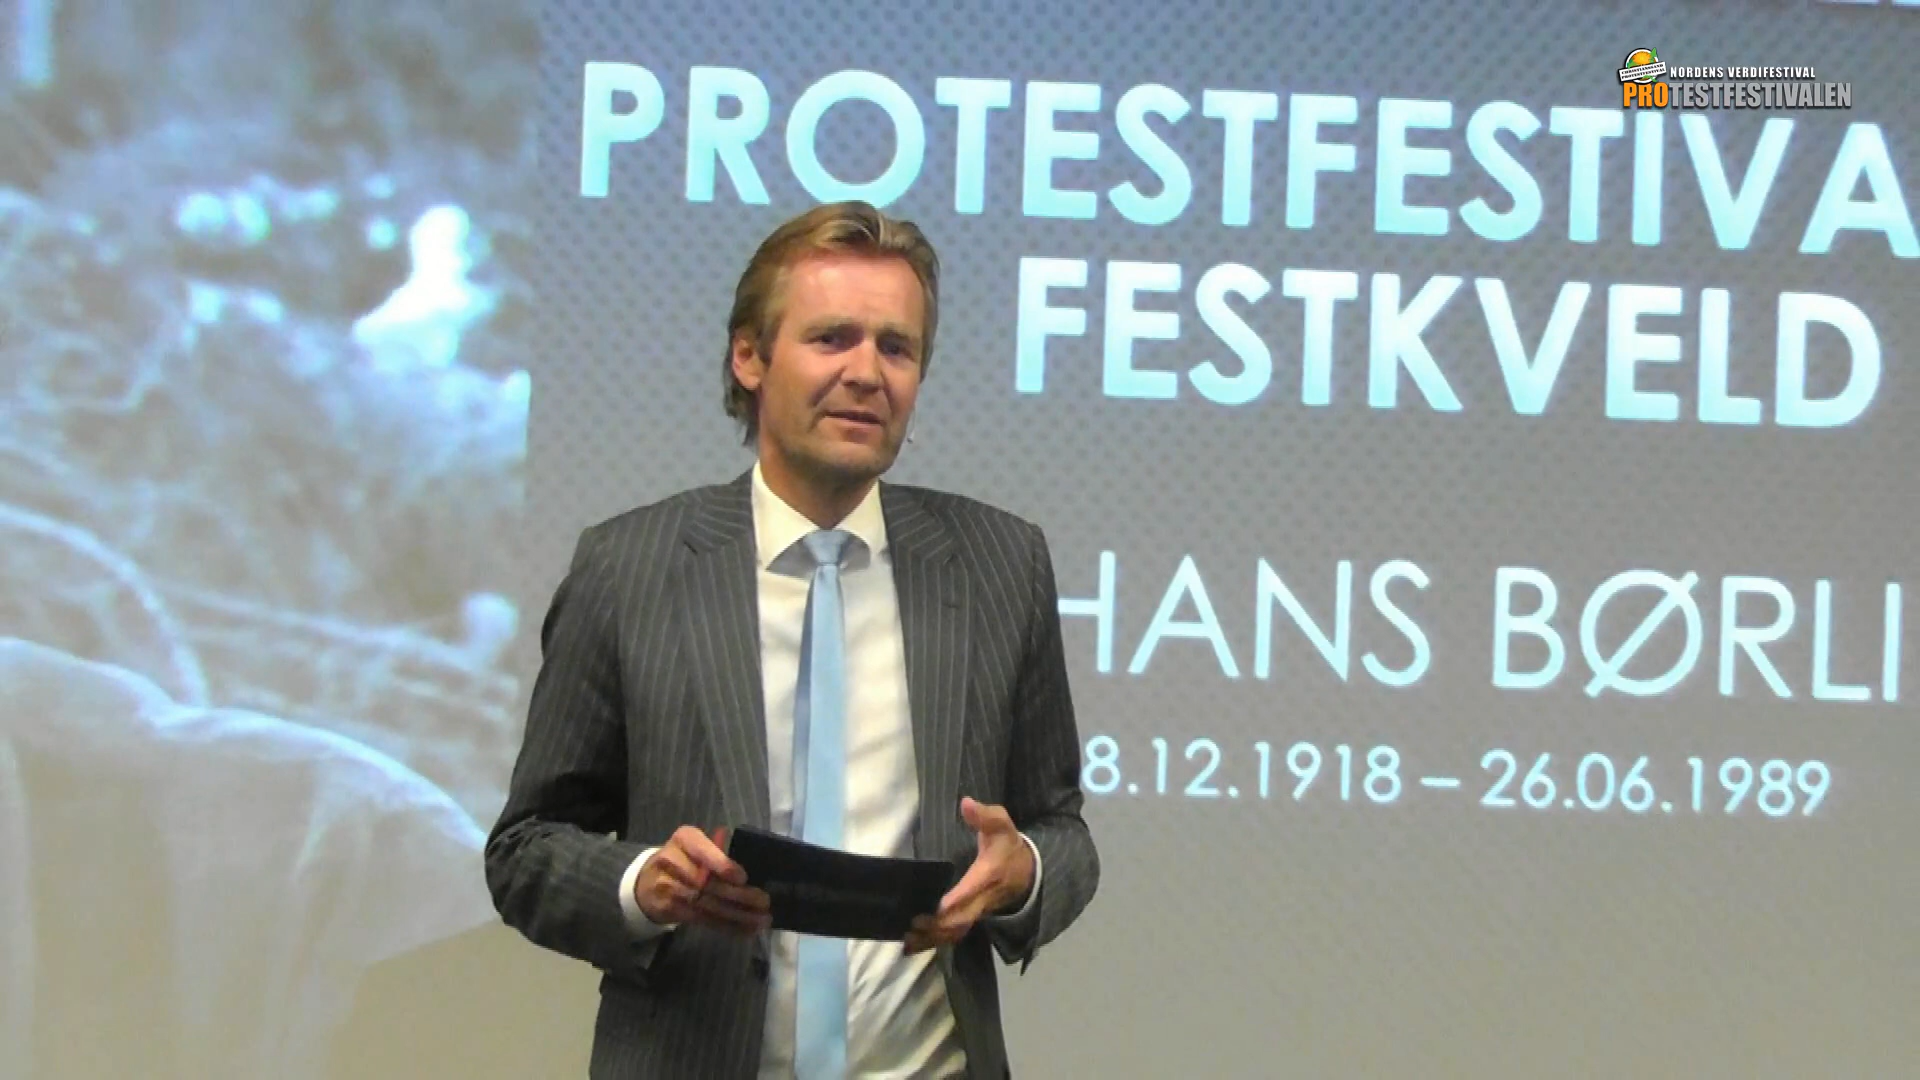 NORDENS VERDIFESTIVAL
PROTESTFESTIVALEN
PROTESTFESTIVA
FESTKVELD
HANS BØRLI
8.12.1918 – 26.06.1989